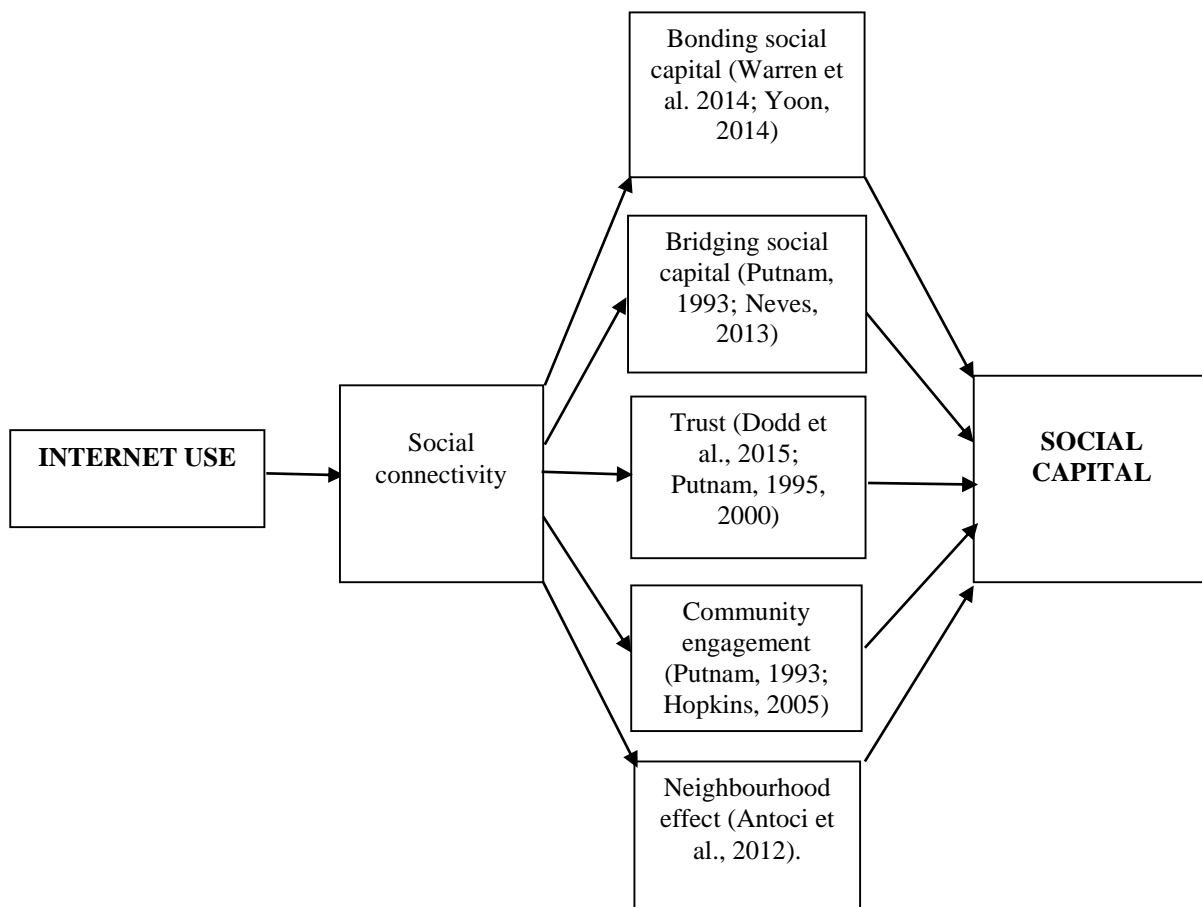 Bonding social
capital (Warren et
al. 2014; Yoon,
2014)
Bridging social
capital (Putnam,
1993; Neves,
2013)
INTERNET USE
Social
connectivity
Trust (Dodd et
al., 2015;
Putnam, 1995,
2000)
SOCIAL
CAPITAL
Community
engagement
(Putnam, 1993;
Hopkins, 2005)
Neighbourhood
effect (Antoci et
al., 2012).